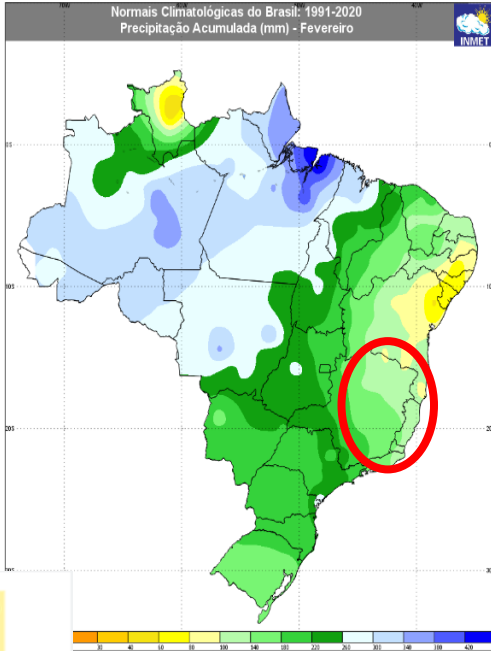 Normais Climatológicas do Brasil: 1991-2020
Precipitação Acumulada (mm) - Fevereiro
INMET
20 40 60 80 100 140 180 220 260 300 340 380 420